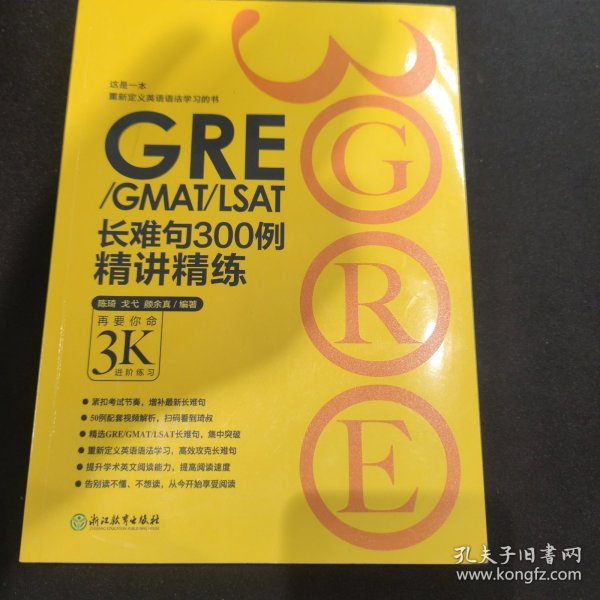 这是一本
重新定义英语语法学习的书
GRE
/GMAT/LSAT
长难句300例
精讲精练
陈琦 戈弋 颜余真/编著
再要你命
3K
进阶练习
● 紧扣考试节奏，增补最新长难句
● 50例配套视频解析，扫码看到琦叔
● 精选GRE/GMAT/LSAT长难句，集中突破
● 重新定义英语语法学习，高效攻克长难句
● 提升学术英文阅读能力，提高阅读速度
● 告别读不懂、不想读，从今开始享受阅读
浙江教育出版社
ZHEJIANG EDUCATION PUBLISHING HOUSE
3
G
R
E
孔夫子旧书网
www.kongfz.com